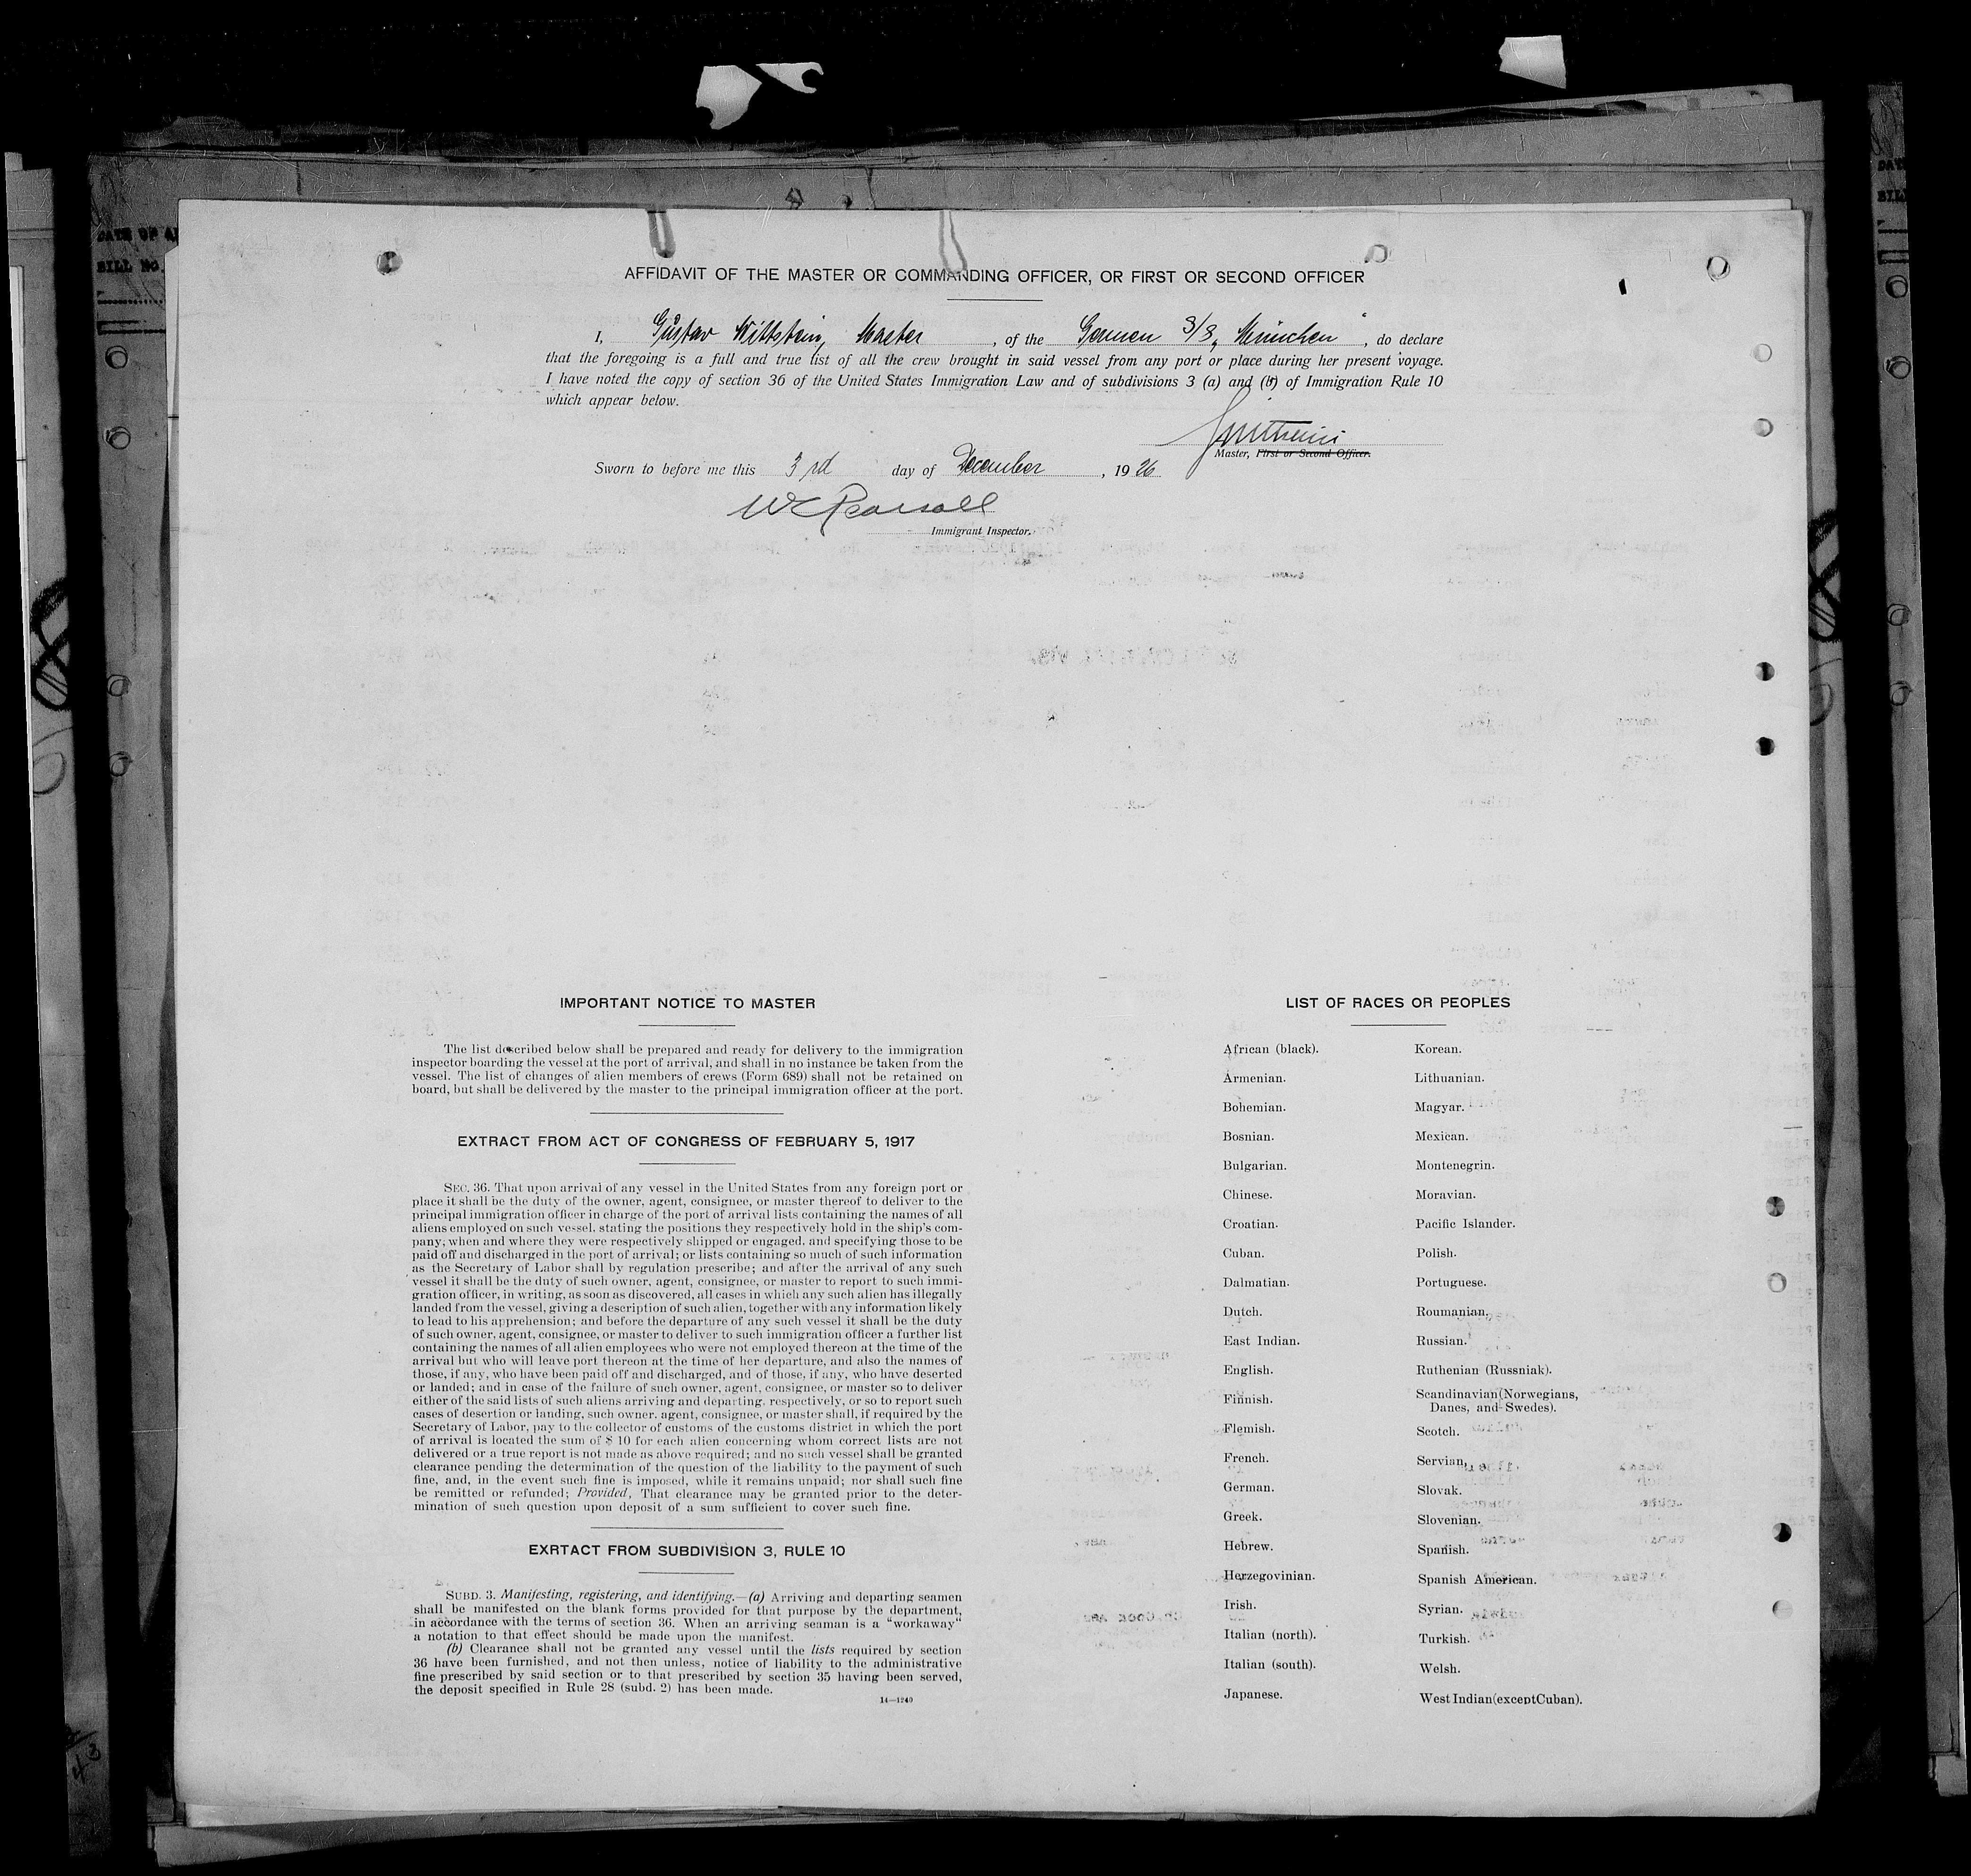 DATE OF A
BILL NO.
AFFIDAVIT OF THE MASTER OR COMMANDING OFFICER, OR FIRST OR SECOND OFFICER
I, Gustav Wittstein, Master , of the German S/S „München“ , do declare
that the foregoing is a full and true list of all the crew brought in said vessel from any port or place during her present voyage.
I have noted the copy of section 36 of the United States Immigration Law and of subdivisions 3 (a) and (b) of Immigration Rule 10
which appear below.
Master, First or Second Officer.
Sworn to before me this 3rd day of December , 1926
Immigrant Inspector.
IMPORTANT NOTICE TO MASTER
The list described below shall be prepared and ready for delivery to the immigration
inspector boarding the vessel at the port of arrival, and shall in no instance be taken from the
vessel. The list of changes of alien members of crews (Form 689) shall not be retained on
board, but shall be delivered by the master to the principal immigration officer at the port.
EXTRACT FROM ACT OF CONGRESS OF FEBRUARY 5, 1917
SEC. 36. That upon arrival of any vessel in the United States from any foreign port or
place it shall be the duty of the owner, agent, consignee, or master thereof to deliver to the
principal immigration officer in charge of the port of arrival lists containing the names of all
aliens employed on such vessel, stating the positions they respectively hold in the ship's com-
pany; when and where they were respectively shipped or engaged. and specifying those to be
paid off and discharged in the port of arrival; or lists containing so much of such information
as the Secretary of Labor shall by regulation prescribe; and after the arrival of any such
vessel it shall be the duty of such owner, agent, consignee, or master to report to such immi-
gration officer, in writing, as soon as discovered, all cases in which any such alien has illegally
landed from the vessel, giving a description of such alien, together with any information likely
to lead to his apprehension; and before the departure of any such vessel it shall be the duty
of such owner, agent, consignee, or master to deliver to such immigration officer a further list
containing the names of all alien employees who were not employed thereon at the time of the
arrival but who will leave port thereon at the time of her departure, and also the names of
those, if any, who have been paid off and discharged, and of those, if any, who have deserted
or landed; and in case of the failure of such owner, agent, consignee, or master so to deliver
either of the said lists of such aliens arriving and departing, respectively, or so to report such
cases of desertion or landing, such owner. agent, consignee, or master shall, if required by the
Secretary of Labor, pay to the collector of customs of the customs district in which the port
of arrival is located the sum of $ 10 for each alien concerning whom correct lists are not
delivered or a true report is not made as above required; and no such vessel shall be granted
clearance pending the determination of the question of the liability to the payment of such
fine, and, in the event such fine is imposed, while it remains unpaid; nor shall such fine
be remitted or refunded; Provided, That clearance may be granted prior to the deter-
mination of such question upon deposit of a sum sufficient to cover such fine.
EXRTACT FROM SUBDIVISION 3, RULE 10
SUBD. 3. Manifesting, registering, and identifying.—(a) Arriving and departing seamen
shall be manifested on the blank forms provided for that purpose by the department,
in accordance with the terms of section 36. When an arriving seaman is a "workaway"
a notation to that effect should be made upon the manifest.
(b) Clearance shall not be granted any vessel until the lists required by section
36 have been furnished, and not then unless, notice of liability to the administrative
fine prescribed by said section or to that prescribed by section 35 having been served,
the deposit specified in Rule 28 (subd. 2) has been made.
14—1240
LIST OF RACES OR PEOPLES
African (black).
Armenian.
Bohemian.
Bosnian.
Bulgarian.
Chinese.
Croatian.
Cuban.
Dalmatian.
Dutch.
East Indian.
English.
Finnish.
Flemish.
French.
German.
Greek.
Hebrew.
Herzegovinian.
Irish.
Italian (north).
Italian (south).
Japanese.
Korean.
Lithuanian.
Magyar.
Mexican.
Montenegrin.
Moravian.
Pacific Islander.
Polish.
Portuguese.
Roumanian.
Russian.
Ruthenian (Russniak).
Scandinavian (Norwegians,
Danes, and Swedes).
Scotch.
Servian.
Slovak.
Slovenian.
Spanish.
Spanish American.
Syrian.
Turkish.
Welsh.
West Indian (except Cuban).